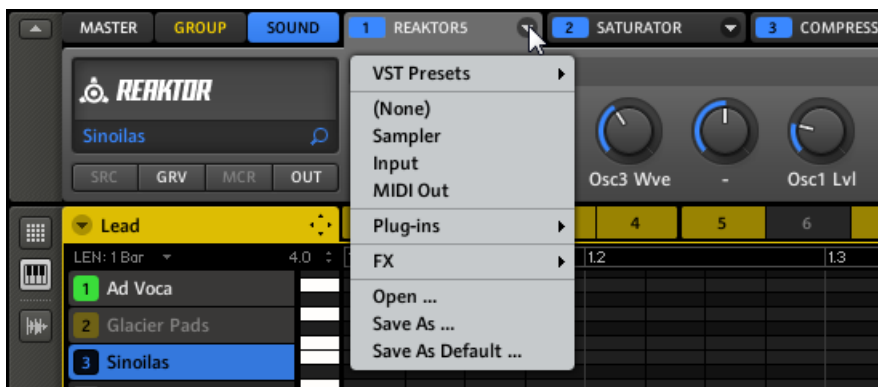 MASTER GROUP SOUND 1 REAKTOR5 2 SATURATOR 3 COMPRESS
REAKTOR
Sinoilas
SRC GRV MCR OUT
VST Presets
(None)
Sampler
Input
MIDI Out
Plug-ins
FX
Open ...
Save As ...
Save As Default ...
Osc3 Wve - Osc1 Lvl
Lead
4 5 6
LEN: 1 Bar 4.0 1.2 1.3
1 Ad Voca
2 Glacier Pads
3 Sinoilas